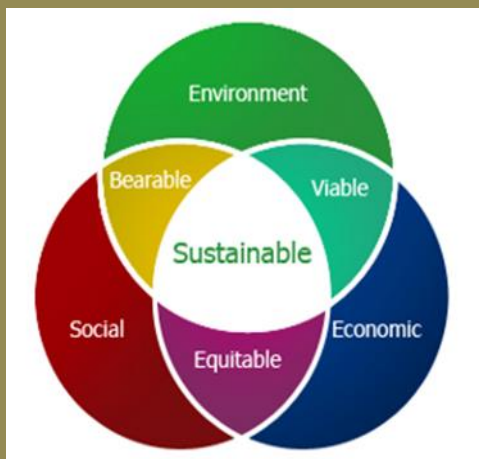 Environment
Bearable
Viable
Sustainable
Social
Economic
Equitable